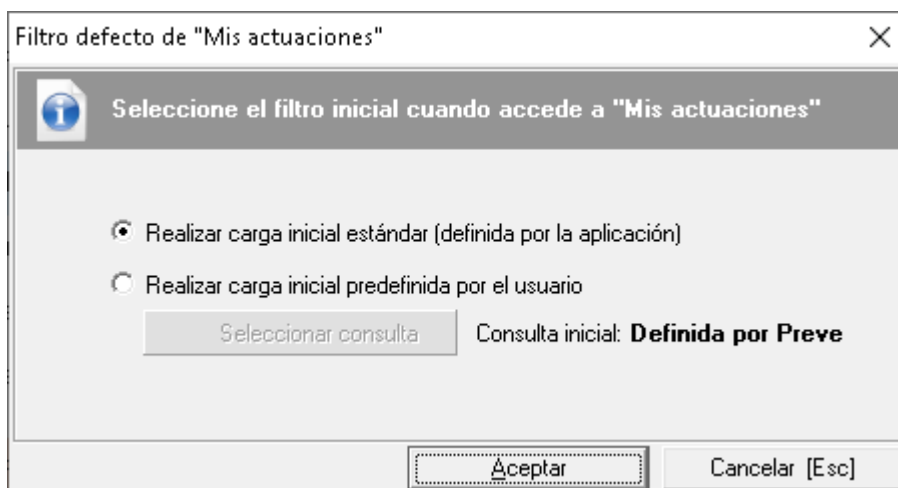 Filtro defecto de "Mis actuaciones"
Seleccione el filtro inicial cuando accede a "Mis actuaciones"
Realizar carga inicial estándar (definida por la aplicación)
Realizar carga inicial predefinida por el usuario
Seleccionar consulta Consulta inicial: Definida por Preve
Aceptar Cancelar [Esc]